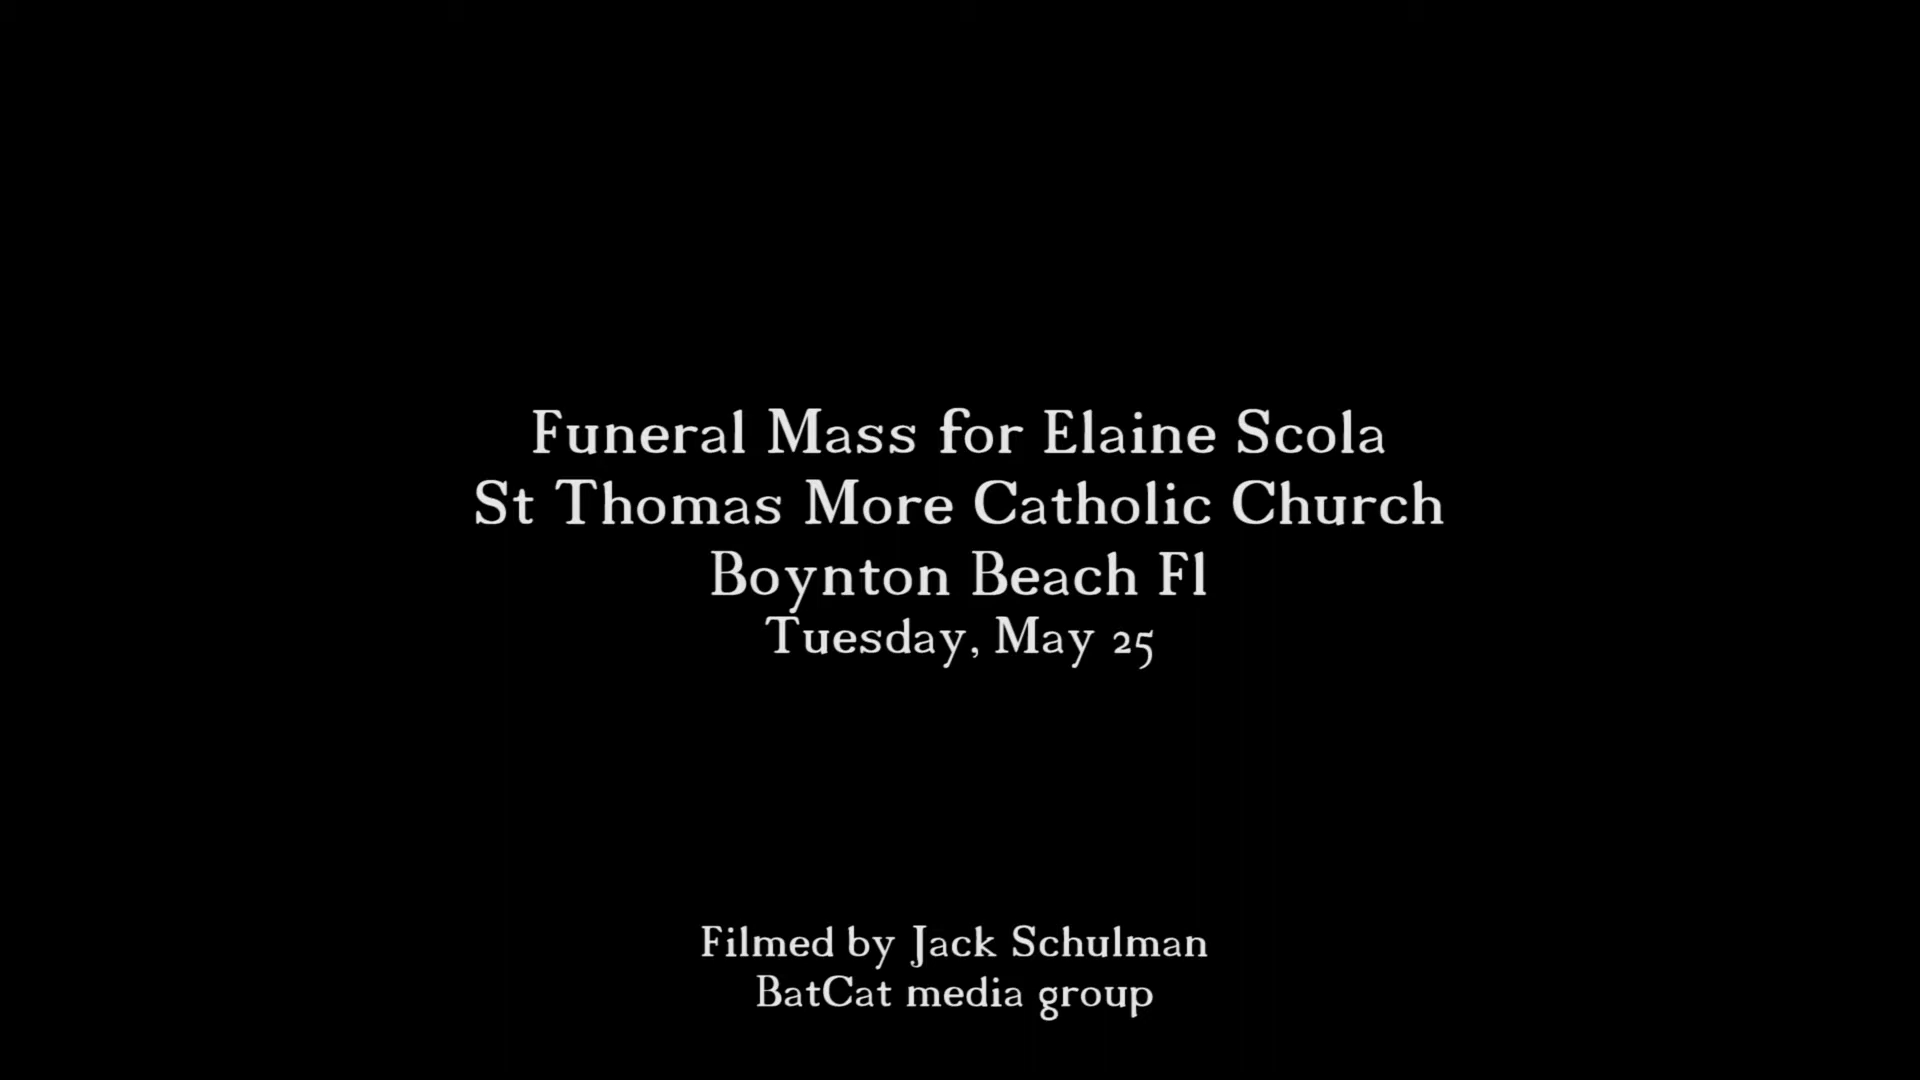 Funeral Mass for Elaine Scola
St Thomas More Catholic Church
Boynton Beach Fl
Tuesday, May 25
Filmed by Jack Schulman
BatCat media group